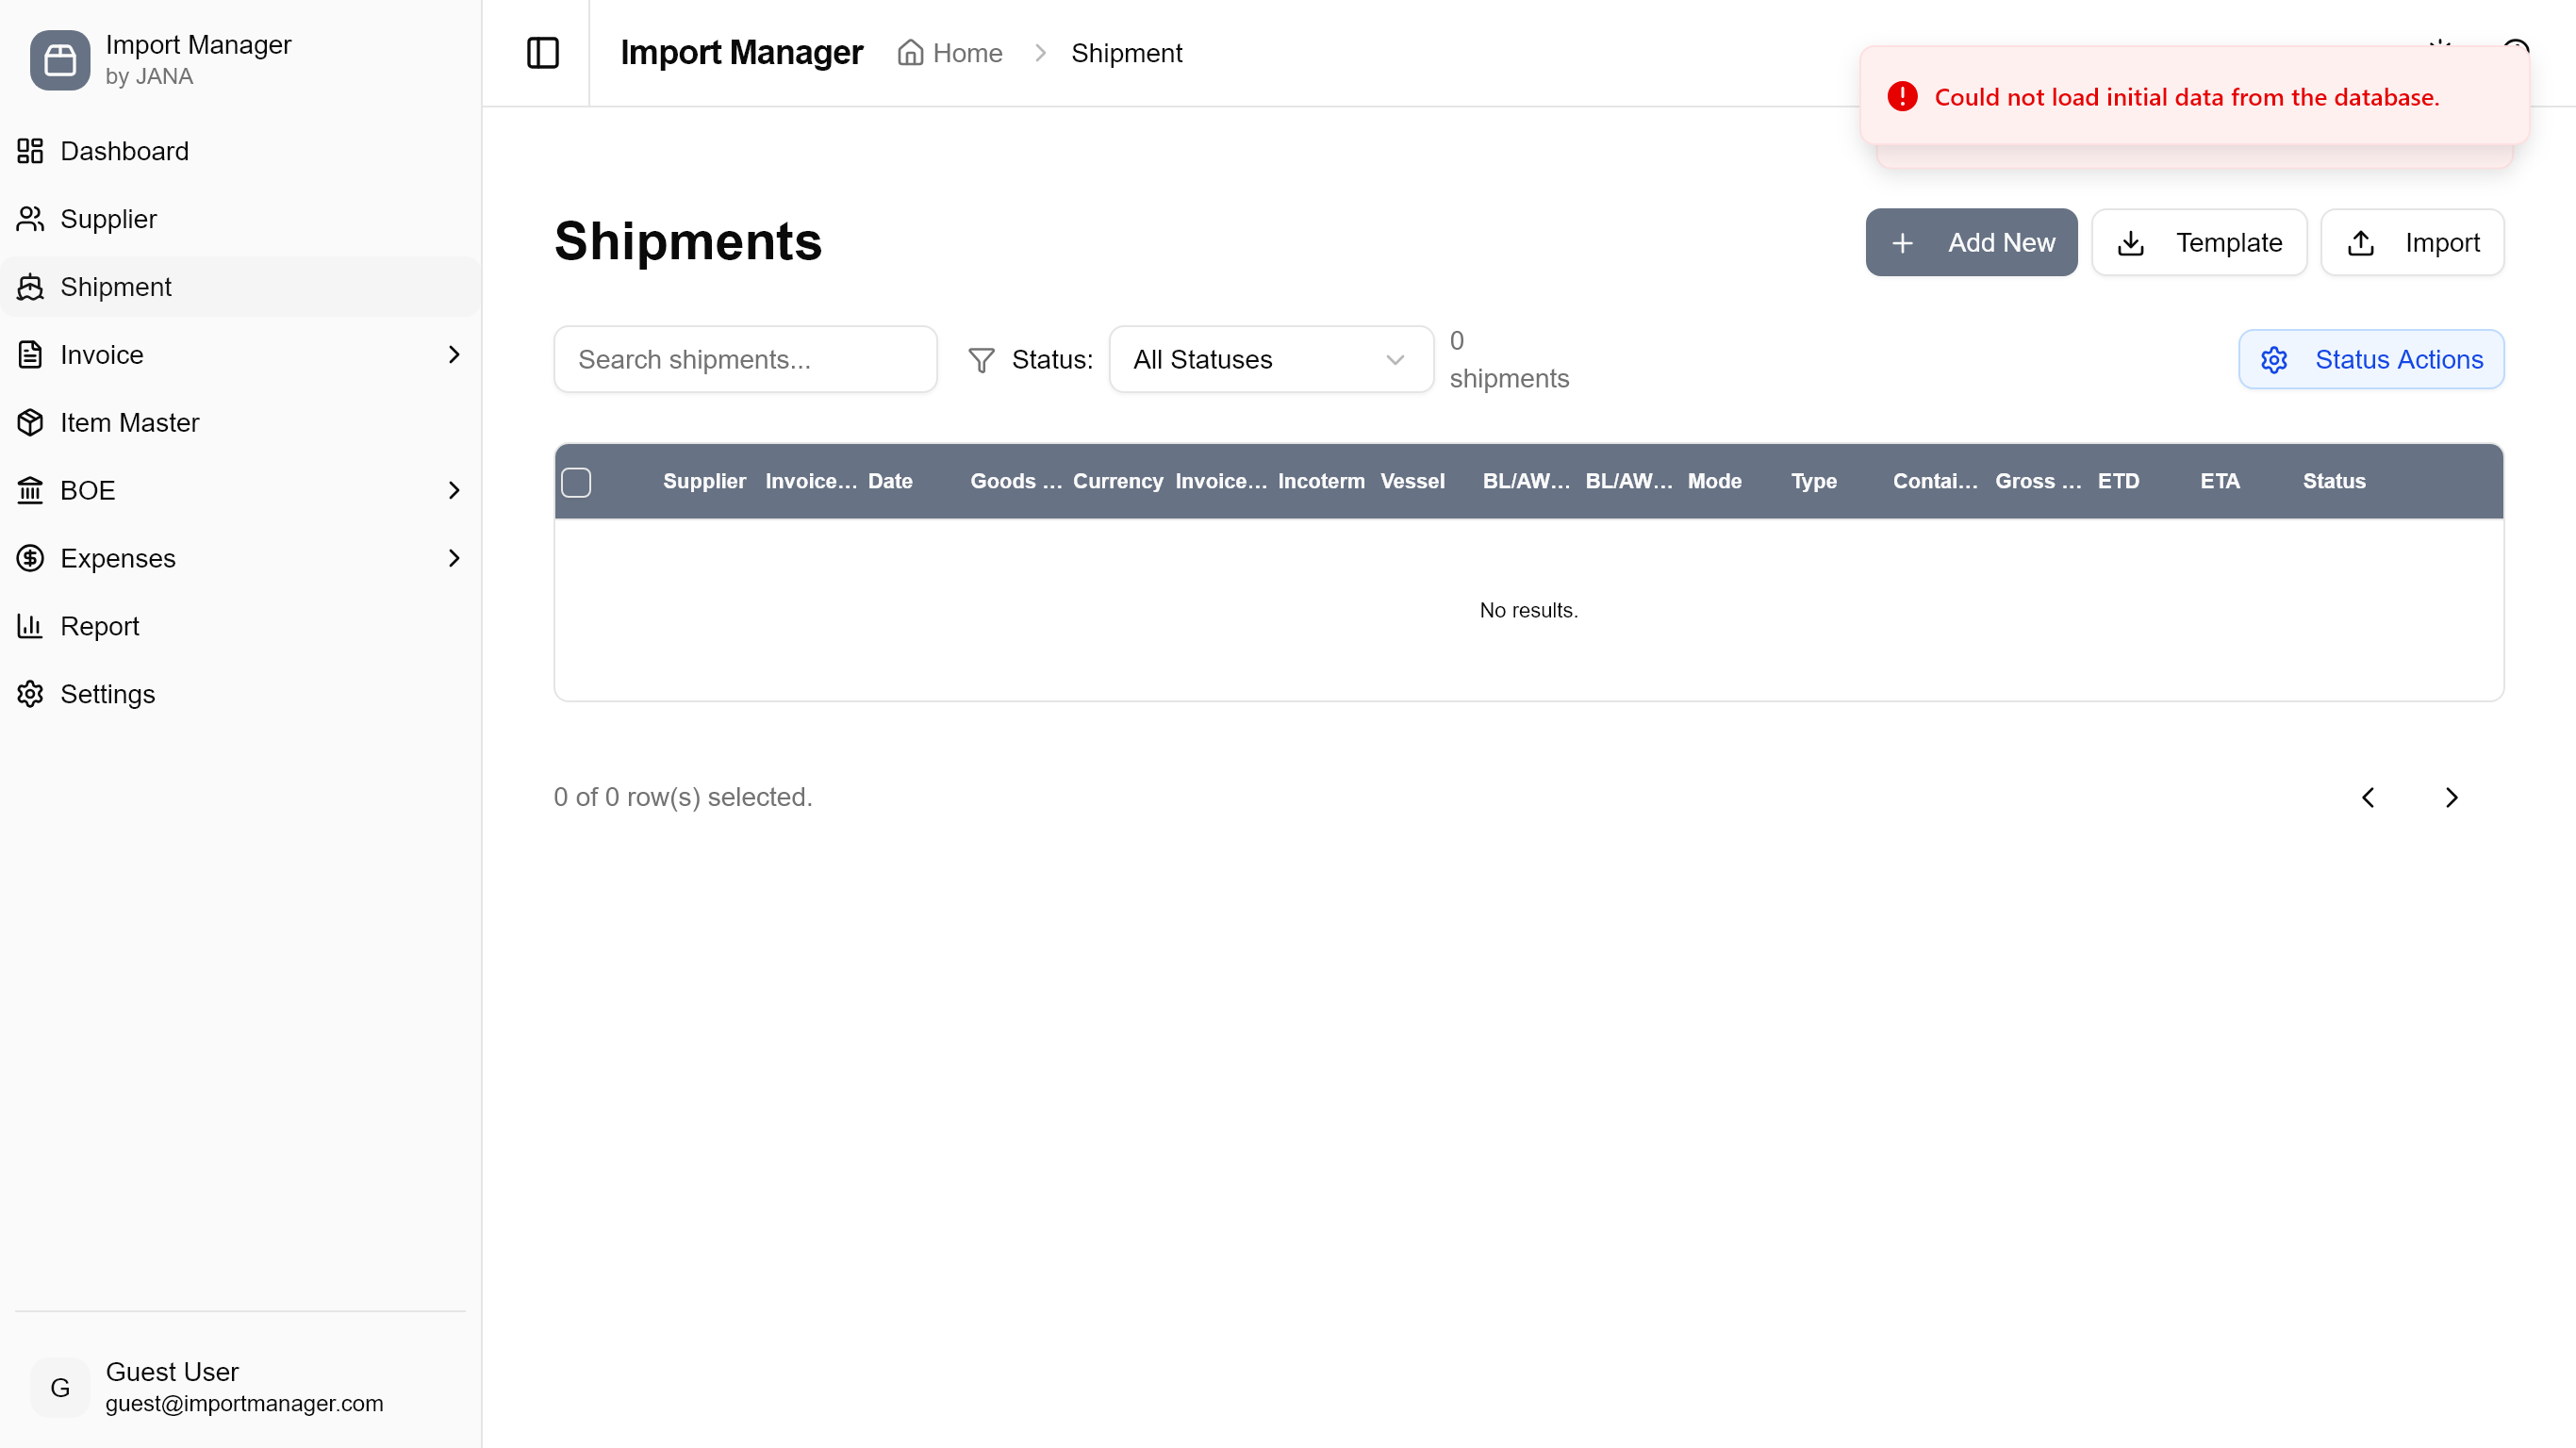 Import Manager
by JANA
Dashboard
Supplier
Shipment
Invoice
Item Master
BOE
Expenses
Report
Settings
G
Guest User
guest@importmanager.com
Import Manager
Home
Shipment
Could not load initial data from the database.
Shipments
Add New
Template
Import
Search shipments...
Status:
All Statuses
0
shipments
Status Actions
Supplier Invoice... Date Goods ... Currency Invoice... Incoterm Vessel BL/AW... BL/AW... Mode Type Contai... Gross ... ETD ETA Status
No results.
0 of 0 row(s) selected.